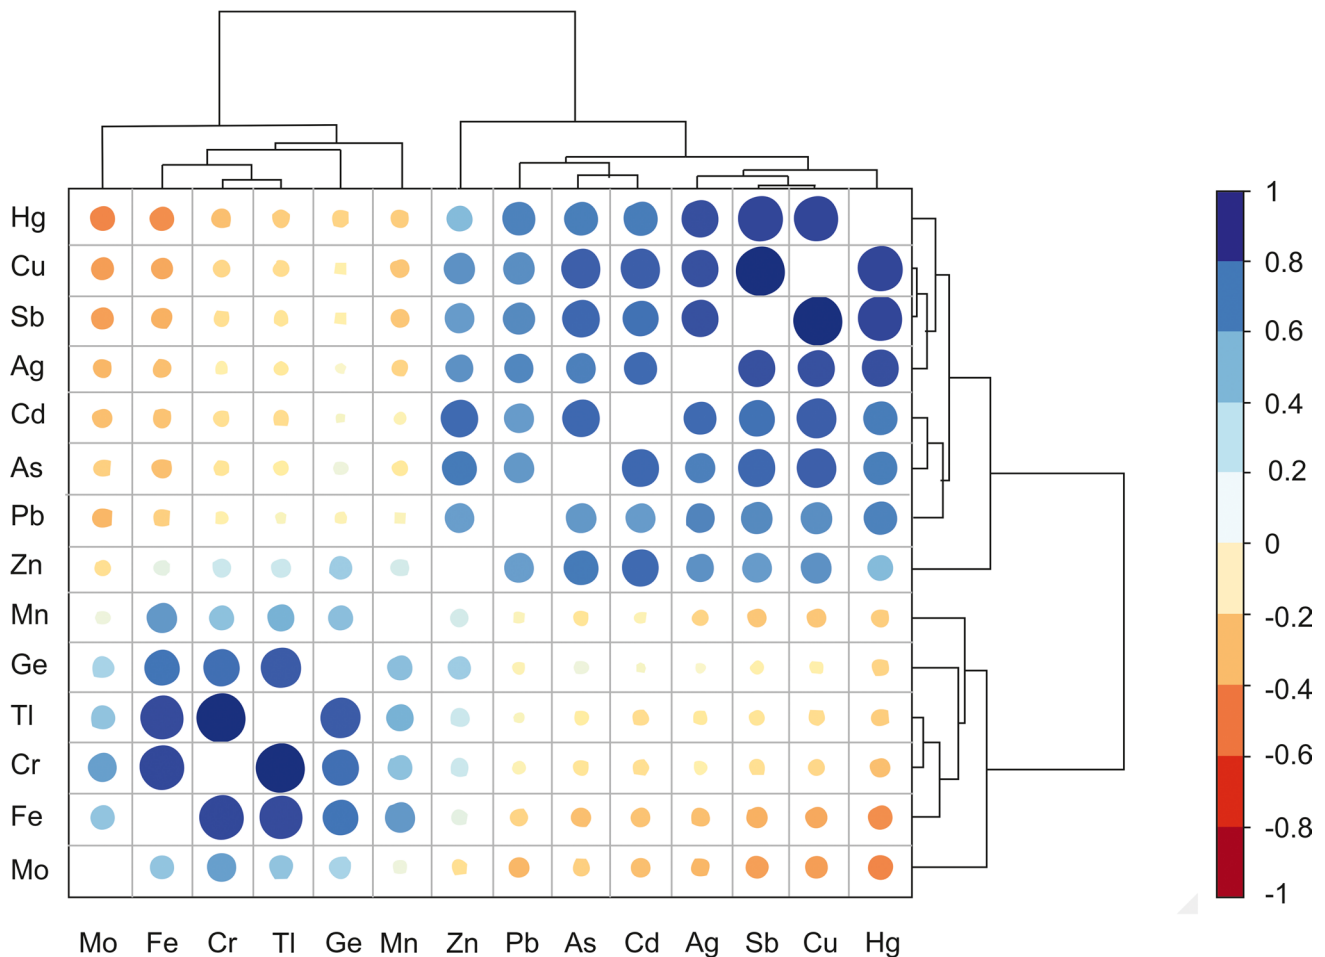 Hg
Cu
Sb
Ag
Cd
As
Pb
Zn
Mn
Ge
Tl
Cr
Fe
Mo
Mo Fe Cr Tl Ge Mn Zn Pb As Cd Ag Sb Cu Hg
1
0.8
0.6
0.4
0.2
0
-0.2
-0.4
-0.6
-0.8
-1